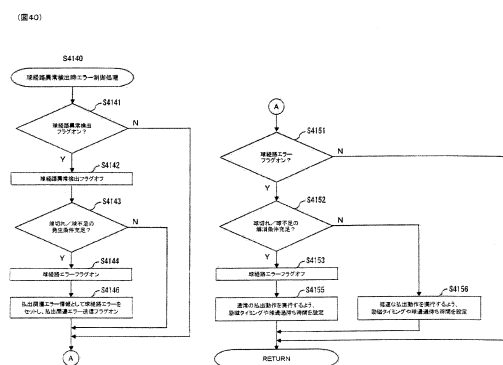 (図40)
S4140
球経路異常検出時エラー制御処理
S4141
球経路異常検出
フラグオン?
N
Y
S4142
球経路異常検出フラグオフ
S4143
球切れ/球不足の
発生条件充足?
N
Y
S4144
球経路エラーフラグオン
S4146
払出関連エラー情報として球経路エラーを
セットし、払出関連エラー送信フラグオン
A
A
S4151
球経路エラー
フラグオン?
N
Y
S4152
球切れ/球不足の
解消条件充足?
N
Y
S4153
球経路エラーフラグオフ
S4155
通常の払出動作を実行するよう、
励磁タイミングや球通過待ち時間を設定
S4156
低速な払出動作を実行するよう、
励磁タイミングや球通過待ち時間を設定
RETURN